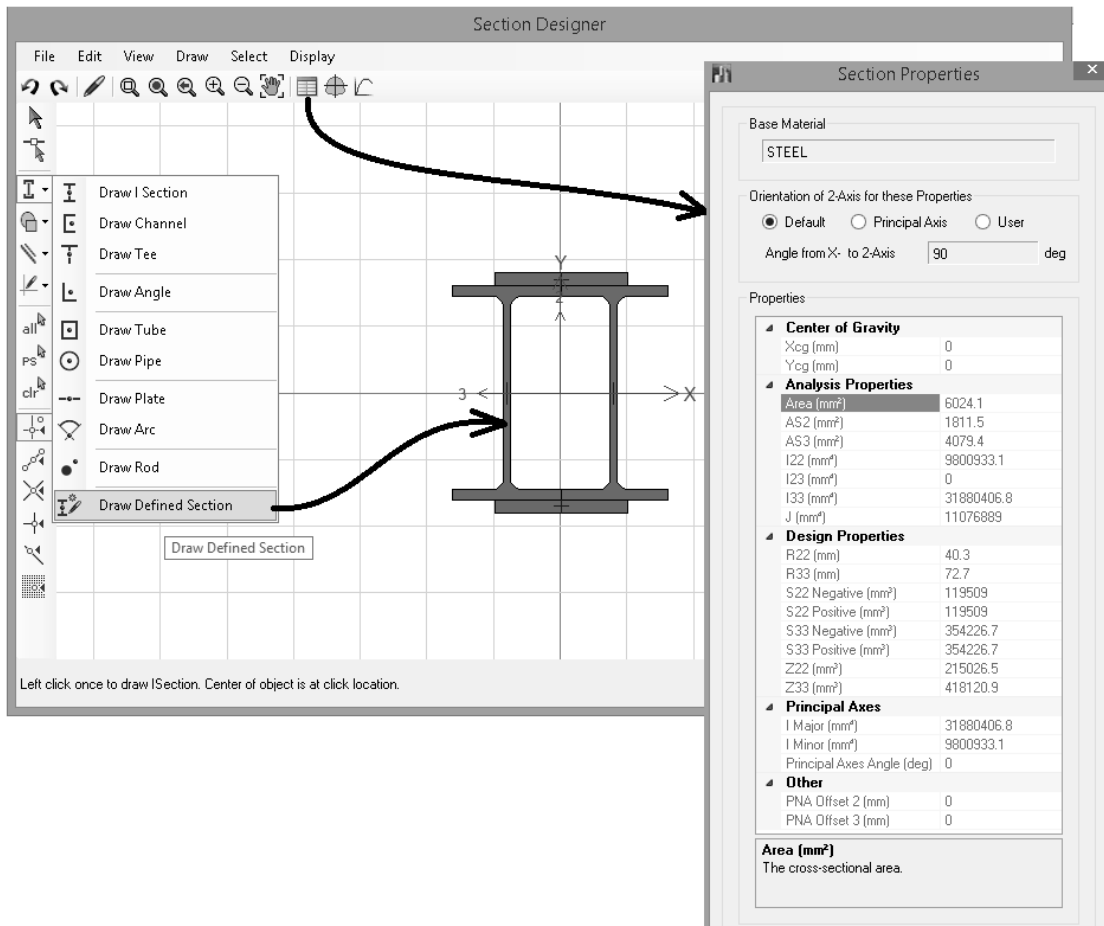 Section Designer
File Edit View Draw Select Display
all
PS
clr
Draw I Section
Draw Channel
Draw Tee
Draw Angle
Draw Tube
Draw Pipe
Draw Plate
Draw Arc
Draw Rod
Draw Defined Section
Draw Defined Section
Y
2
3
X
Left click once to draw ISection. Center of object is at click location.
Section Properties
Base Material
STEEL
Orientation of 2-Axis for these Properties
Default Principal Axis User
Angle from X- to 2-Axis 90 deg
Properties
Center of Gravity
Xcg (mm) 0
Ycg (mm) 0
Analysis Properties
Area (mm²) 6024.1
AS2 (mm²) 1811.5
AS3 (mm²) 4079.4
I22 (mm⁴) 9800933.1
I23 (mm⁴) 0
I33 (mm⁴) 31880406.8
J (mm⁴) 11076889
Design Properties
R22 (mm) 40.3
R33 (mm) 72.7
S22 Negative (mm³) 119509
S22 Positive (mm³) 119509
S33 Negative (mm³) 354226.7
S33 Positive (mm³) 354226.7
Z22 (mm³) 215026.5
Z33 (mm³) 418120.9
Principal Axes
I Major (mm⁴) 31880406.8
I Minor (mm⁴) 9800933.1
Principal Axes Angle (deg) 0
Other
PNA Offset 2 (mm) 0
PNA Offset 3 (mm) 0
Area (mm²)
The cross-sectional area.